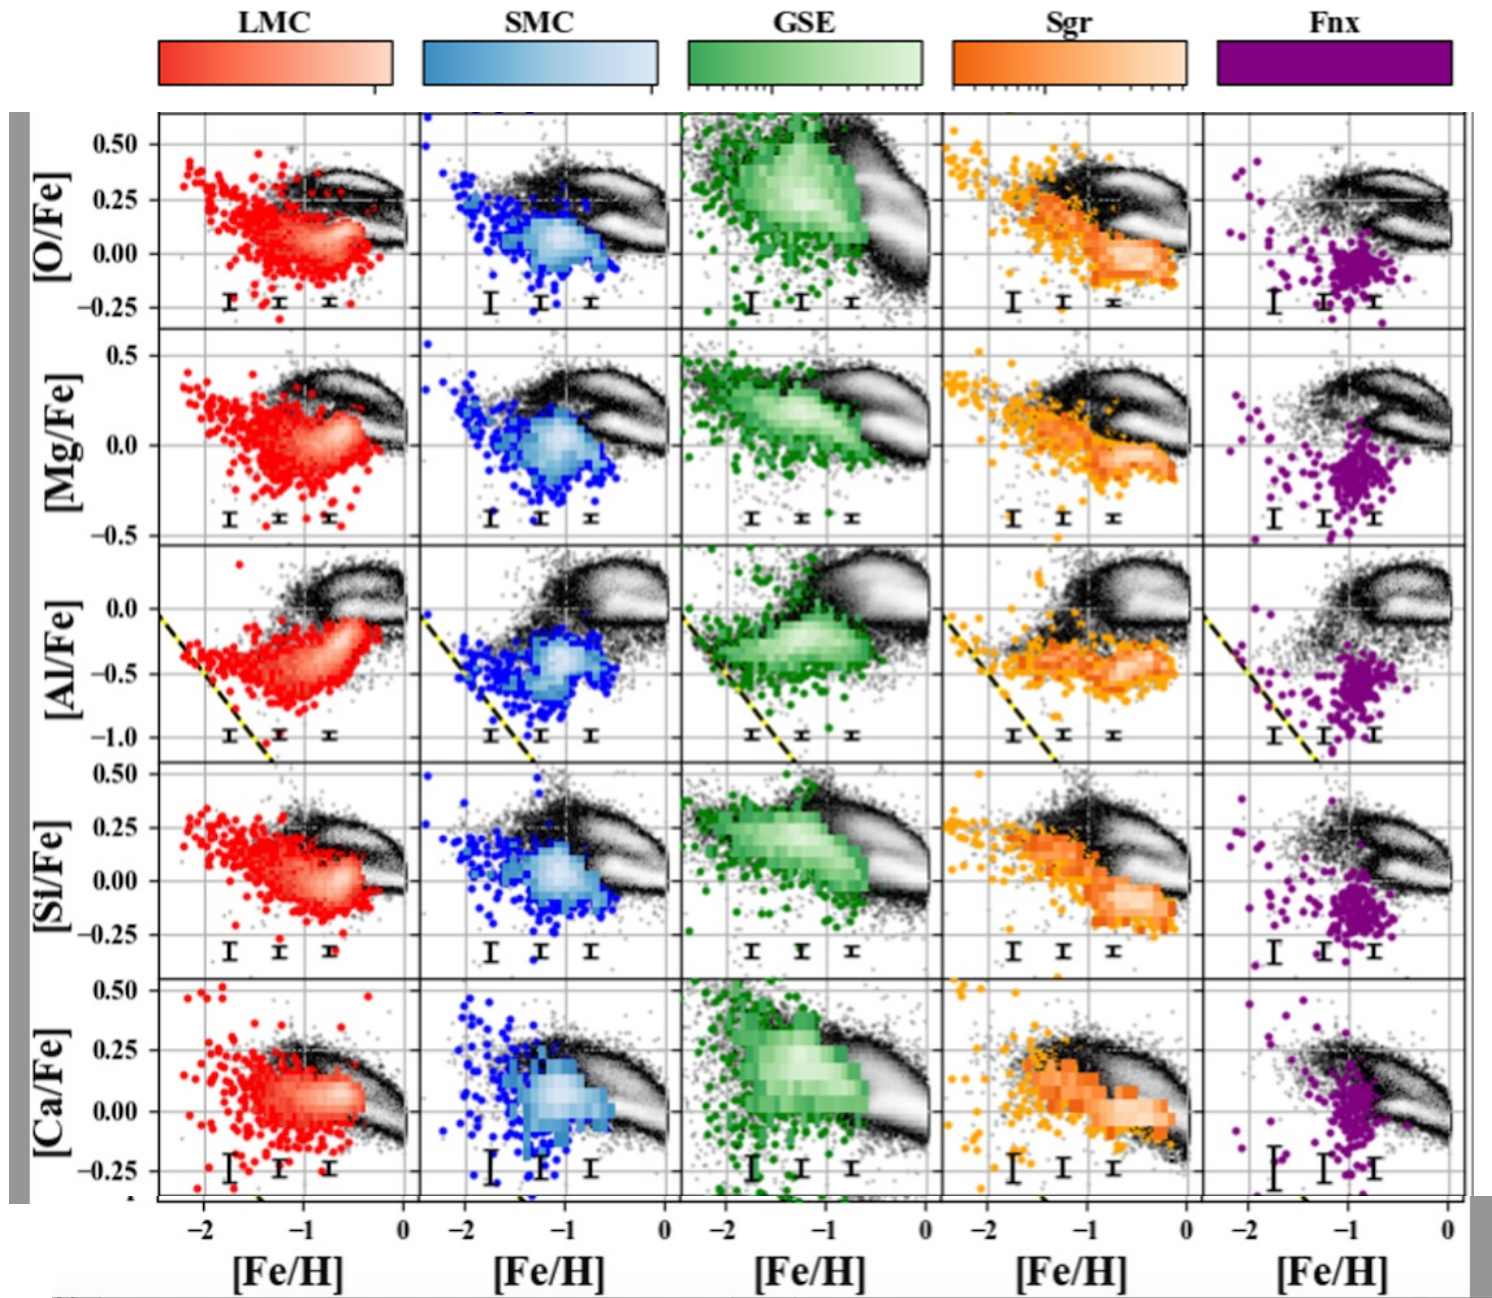 LMC SMC GSE Sgr Fnx
[O/Fe] 0.50 0.25 0.00 −0.25
[Mg/Fe] 0.5 0.0 −0.5
[Al/Fe] 0.0 −0.5 −1.0
[Si/Fe] 0.50 0.25 0.00 −0.25
[Ca/Fe] 0.50 0.25 0.00 −0.25
−2 −1 0 −2 −1 0 −2 −1 0 −2 −1 0 −2 −1 0
[Fe/H] [Fe/H] [Fe/H] [Fe/H] [Fe/H]